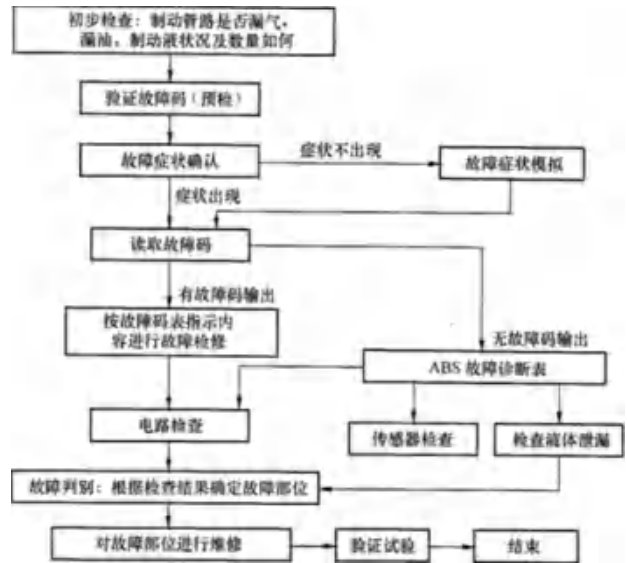 初步检查：制动管路是否漏气，
漏油、制动液状况及数量如何
验证故障码（预检）
故障症状确认
症状不出现
故障症状模拟
症状出现
读取故障码
有故障码输出
按故障码表指示内
容进行故障检修
无故障码输出
ABS 故障诊断表
电路检查
传感器检查
检查液体泄漏
故障判别：根据检查结果确定故障部位
对故障部位进行维修
验证试验
结束